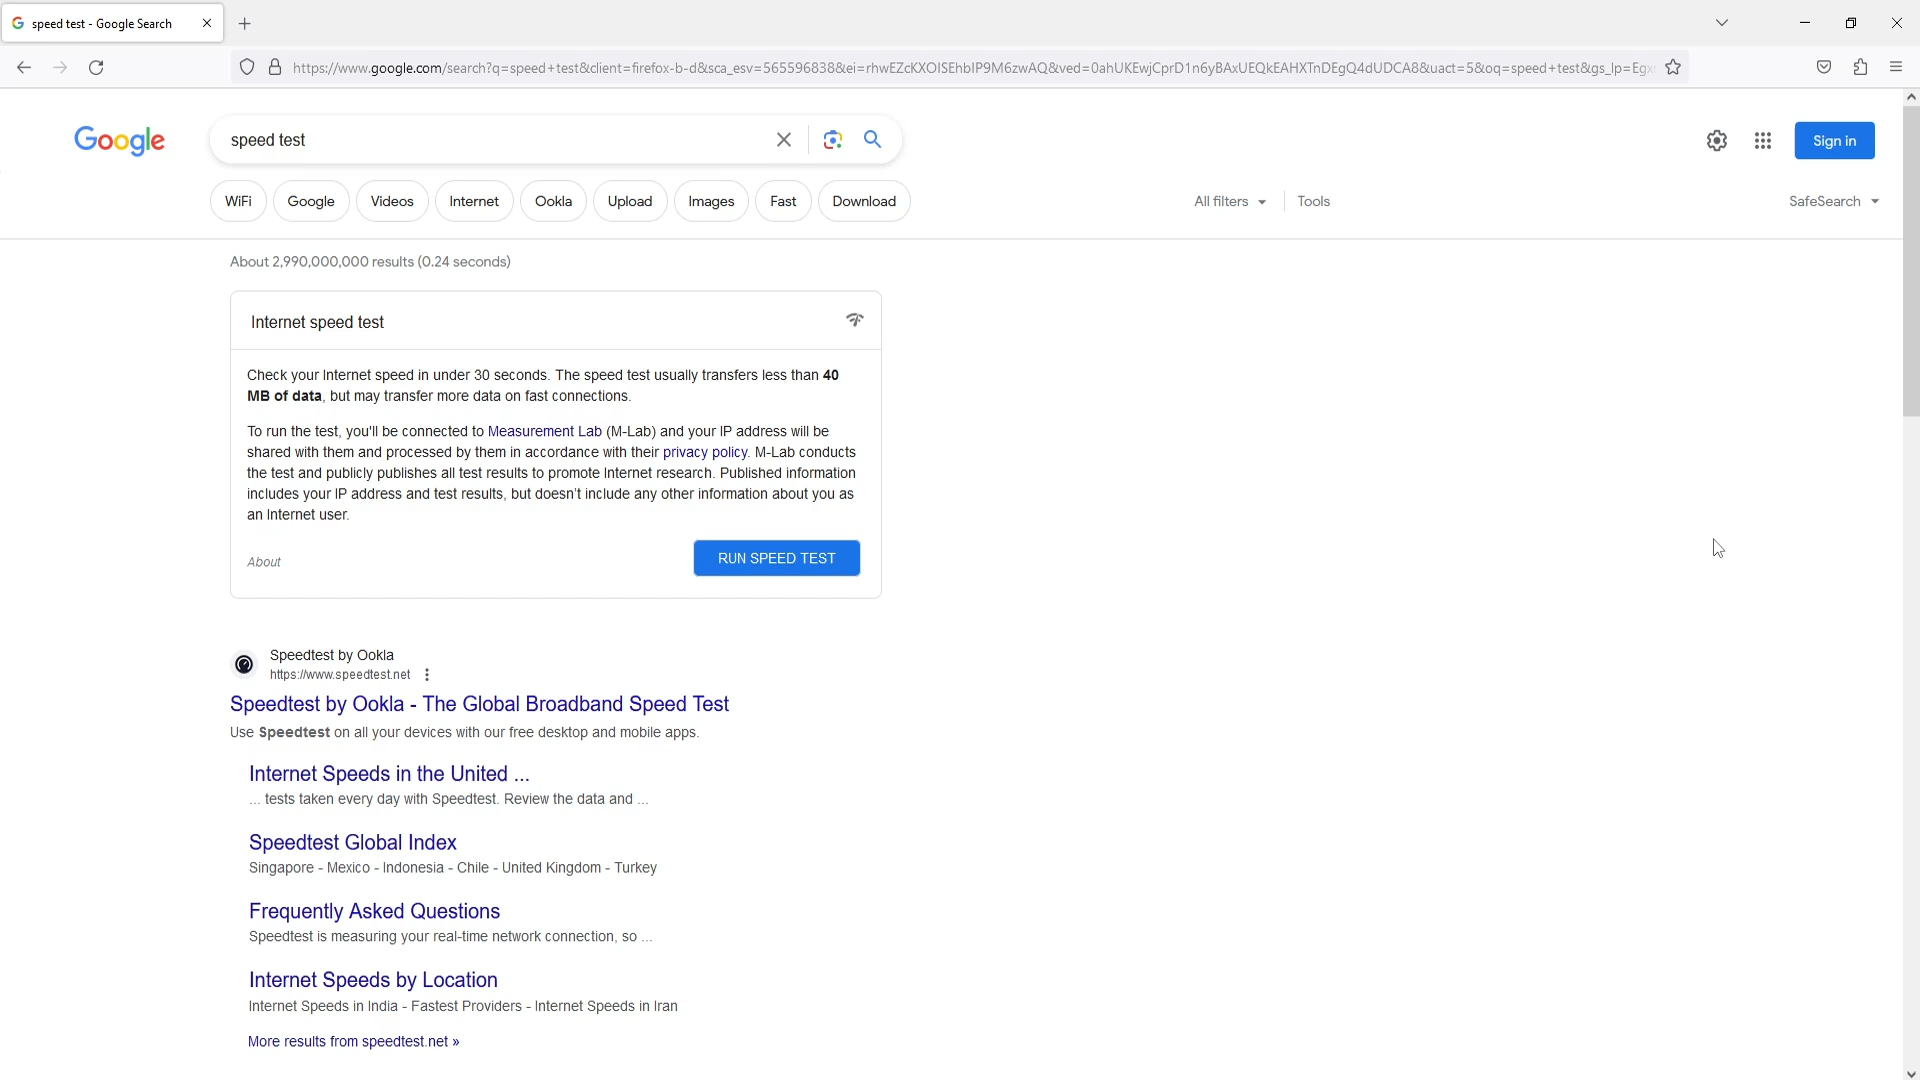 speed test - Google Search
https://www.google.com/search?q=speed+test&client=firefox-b-d&sca_esv=565596838&ei=rhwEZcKXOISEhbIP9M6zwAQ&ved=0ahUKEwjCprD1n6yBAxUEQkEAHXTnDEgQ4dUDCA8&uact=5&oq=speed+test&gs_lp=Egx
Google
speed test
Sign in
WiFi
Google
Videos
Internet
Ookla
Upload
Images
Fast
Download
All filters
Tools
SafeSearch
About 2,990,000,000 results (0.24 seconds)
Internet speed test
Check your Internet speed in under 30 seconds. The speed test usually transfers less than 40
MB of data, but may transfer more data on fast connections.
To run the test, you'll be connected to Measurement Lab (M-Lab) and your IP address will be
shared with them and processed by them in accordance with their privacy policy. M-Lab conducts
the test and publicly publishes all test results to promote Internet research. Published information
includes your IP address and test results, but doesn't include any other information about you as
an Internet user.
About
RUN SPEED TEST
Speedtest by Ookla
https://www.speedtest.net
Speedtest by Ookla - The Global Broadband Speed Test
Use Speedtest on all your devices with our free desktop and mobile apps.
Internet Speeds in the United ...
... tests taken every day with Speedtest. Review the data and ...
Speedtest Global Index
Singapore - Mexico - Indonesia - Chile - United Kingdom - Turkey
Frequently Asked Questions
Speedtest is measuring your real-time network connection, so ...
Internet Speeds by Location
Internet Speeds in India - Fastest Providers - Internet Speeds in Iran
More results from speedtest.net »